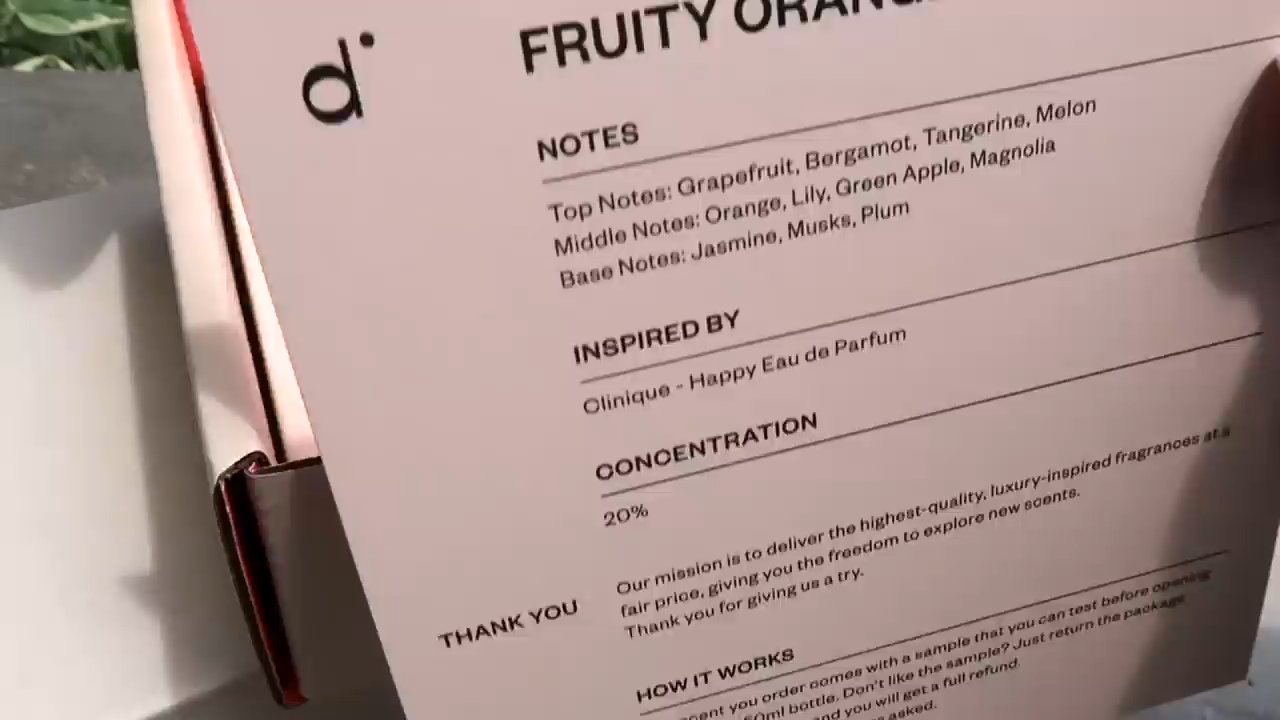 d•
FRUITY
NOTES
Top Notes: Grapefruit, Bergamot, Tangerine, Melon
Middle Notes: Orange, Lily, Green Apple, Magnolia
Base Notes: Jasmine, Musks, Plum
INSPIRED BY
Clinique - Happy Eau de Parfum
CONCENTRATION
20%
THANK YOU
Our mission is to deliver the highest-quality, luxury-inspired fragrances at a
fair price, giving you the freedom to explore new scents.
Thank you for giving us a try.
HOW IT WORKS
you order comes with a sample that you can test before opening
bottle. Don't like the sample? Just return the package
and you will get a full refund.
asked.